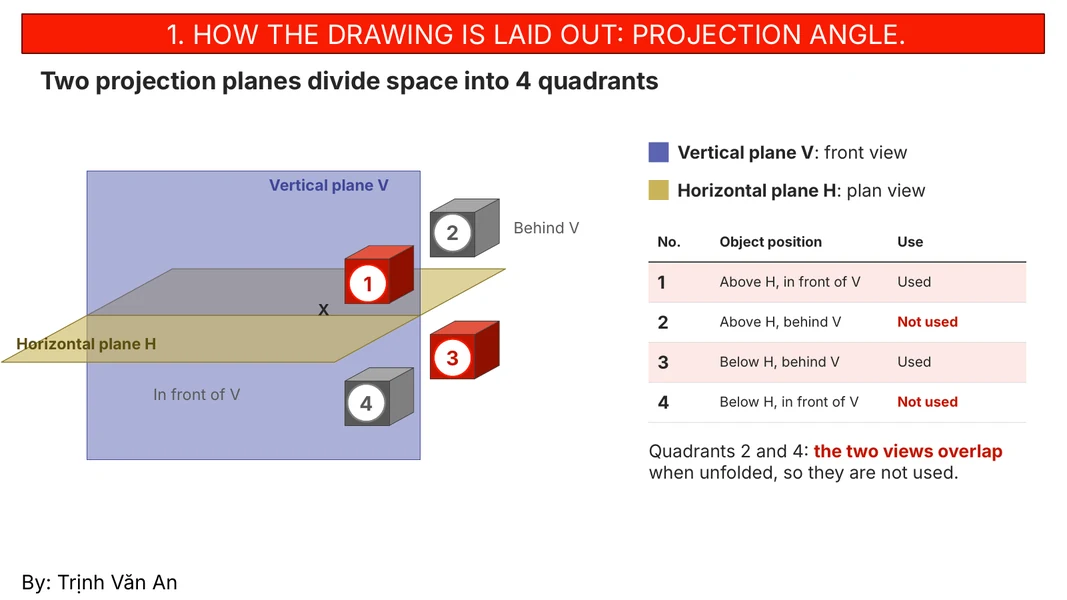 1. HOW THE DRAWING IS LAID OUT: PROJECTION ANGLE.
Two projection planes divide space into 4 quadrants
Vertical plane V
2
Behind V
1
X
Horizontal plane H
3
In front of V
4
Vertical plane V: front view
Horizontal plane H: plan view
No. Object position Use
1 Above H, in front of V Used
2 Above H, behind V Not used
3 Below H, behind V Used
4 Below H, in front of V Not used
Quadrants 2 and 4: the two views overlap
when unfolded, so they are not used.
By: Trịnh Văn An